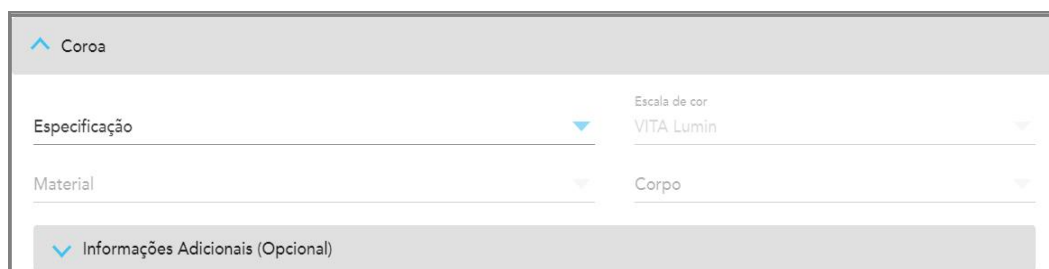 Coroa
Especificação
Escala de cor
VITA Lumin
Material
Corpo
Informações Adicionais (Opcional)